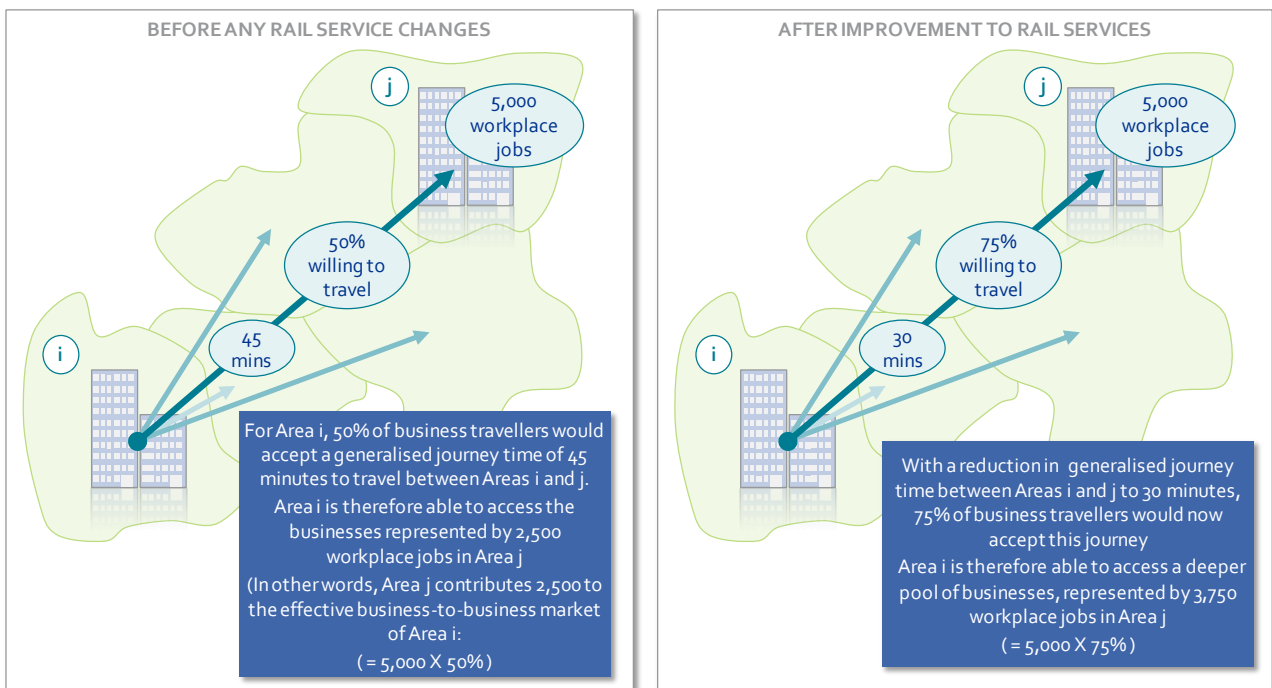 BEFORE ANY RAIL SERVICE CHANGES
j
5,000
workplace
jobs
50%
willing to
travel
45
mins
i
For Area i, 50% of business travellers would
accept a generalised journey time of 45
minutes to travel between Areas i and j.
Area i is therefore able to access the
businesses represented by 2,500
workplace jobs in Area j
(In other words, Area j contributes 2,500 to
the effective business-to-business market
of Area i:
( = 5,000 X 50% )
AFTER IMPROVEMENT TO RAIL SERVICES
j
5,000
workplace
jobs
75%
willing to
travel
30
mins
i
With a reduction in generalised journey
time between Areas i and j to 30 minutes,
75% of business travellers would now
accept this journey
Area i is therefore able to access a deeper
pool of businesses, represented by 3,750
workplace jobs in Area j
( = 5,000 X 75% )